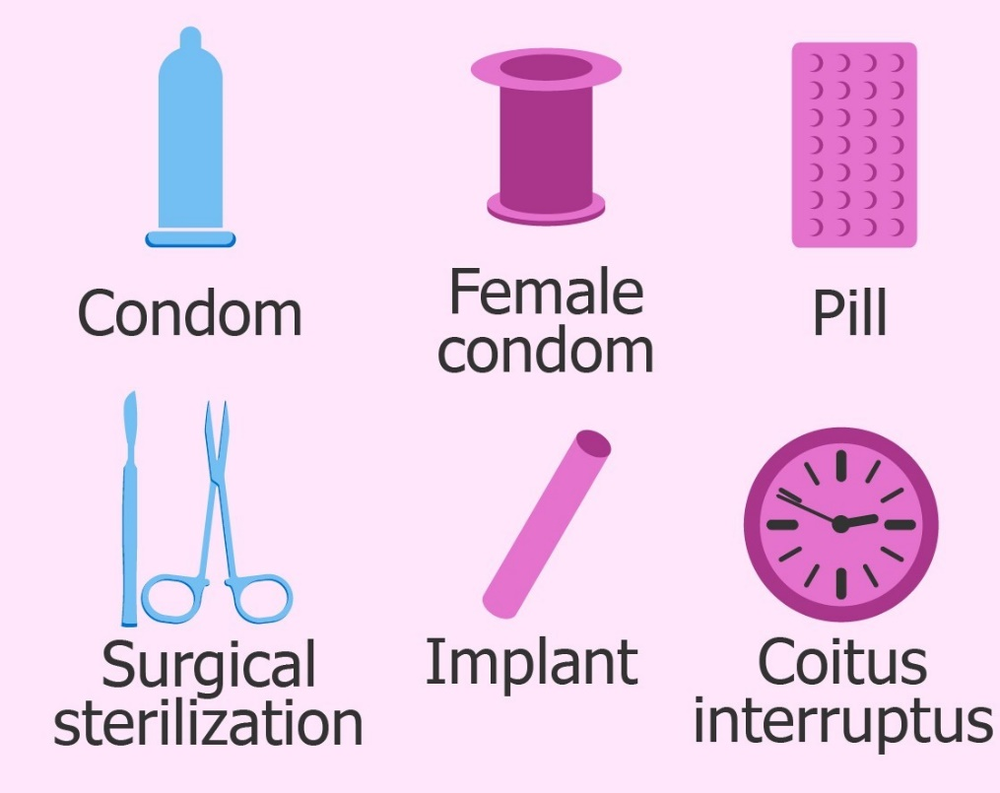 Condom
Female
condom
Pill
Surgical
sterilization
Implant
Coitus
interruptus